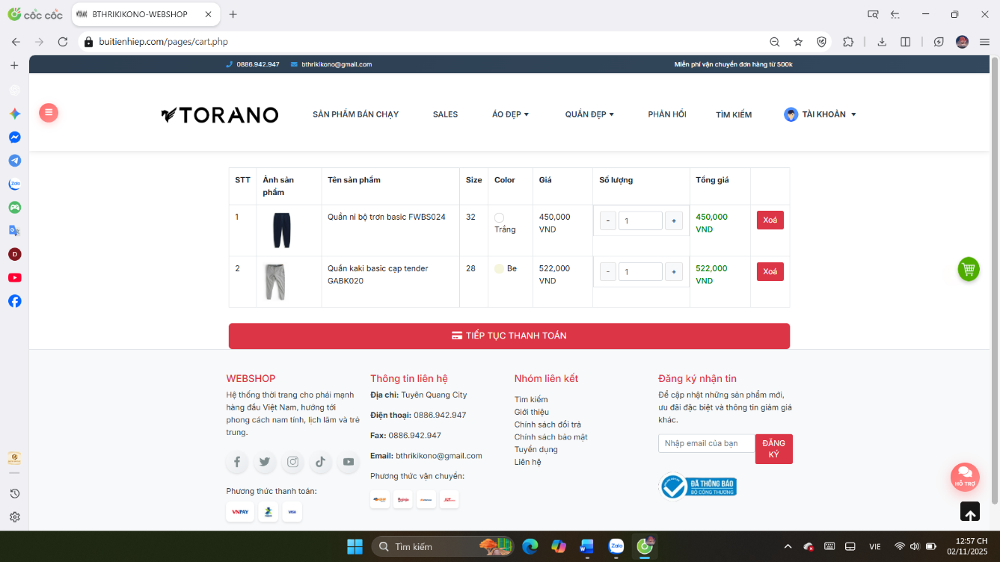 cốc cốc
BTHRIKIKONO-WEBSHOP
buitienhiep.com/pages/cart.php
0886.942.947 bthrikikono@gmail.com Miễn phí vận chuyển đơn hàng từ 500k
TORANO SẢN PHẨM BÁN CHẠY SALES ÁO ĐẸP QUẦN ĐẸP PHẢN HỒI TÌM KIẾM TÀI KHOẢN
STT Ảnh sản phẩm Tên sản phẩm Size Color Giá Số lượng Tổng giá
1 Quần nỉ bộ trơn basic FWBS024 32 Trắng 450,000 VND - 1 + 450,000 VND Xoá
2 Quần kaki basic cạp tender GABK020 28 Be 522,000 VND - 1 + 522,000 VND Xoá
TIẾP TỤC THANH TOÁN
WEBSHOP
Hệ thống thời trang cho phái mạnh
hàng đầu Việt Nam, hướng tới
phong cách nam tính, lịch lãm và trẻ
trung.
Phương thức thanh toán:
VNPAY VISA
Thông tin liên hệ
Địa chỉ: Tuyên Quang City
Điện thoại: 0886.942.947
Fax: 0886.942.947
Email: bthrikikono@gmail.com
Phương thức vận chuyển:
Nhóm liên kết
Tìm kiếm
Giới thiệu
Chính sách đổi trả
Chính sách bảo mật
Tuyển dụng
Liên hệ
Đăng ký nhận tin
Để cập nhật những sản phẩm mới,
ưu đãi đặc biệt và thông tin giảm giá
khác.
Nhập email của bạn
ĐĂNG
KÝ
ĐÃ THÔNG BÁO
BỘ CÔNG THƯƠNG
HỖ TRỢ
Zalo
D
Tìm kiếm
Zalo
VIE
12:57 CH
02/11/2025